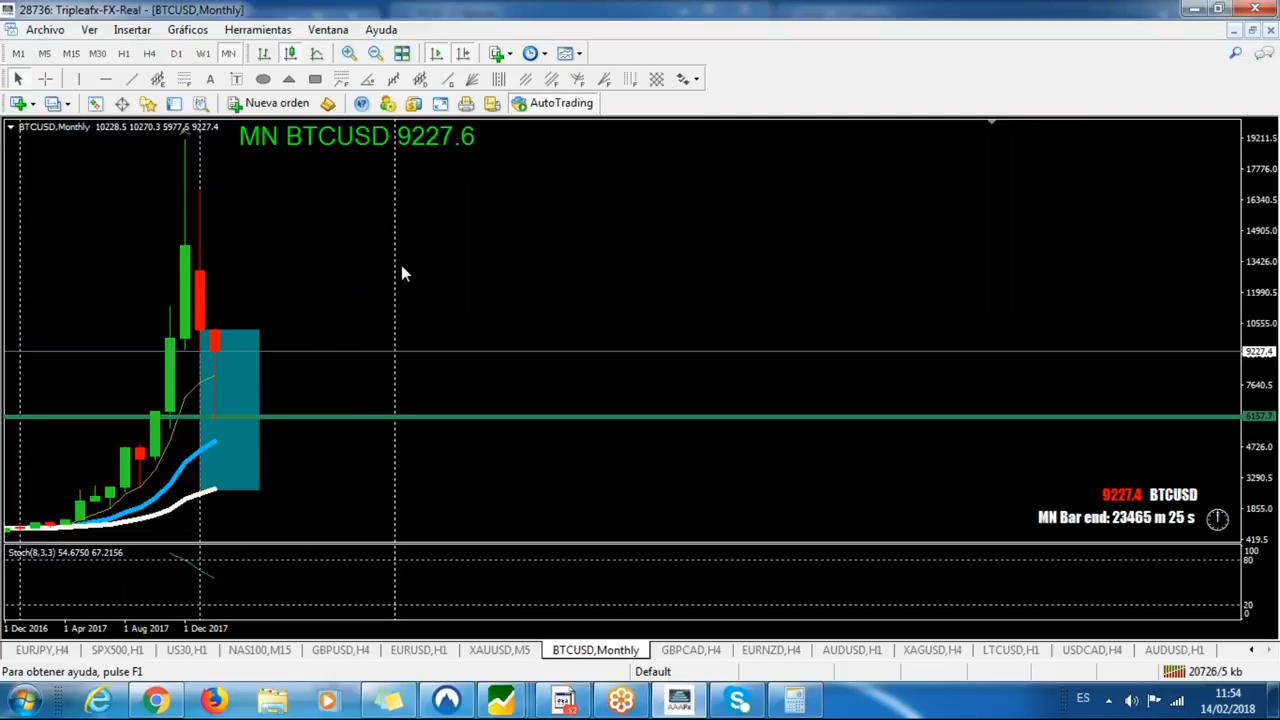 28736: Tripleafx-FX-Real - [BTCUSD,Monthly]
Archivo Ver Insertar Gráficos Herramientas Ventana Ayuda
M1 M5 M15 M30 H1 H4 D1 W1 MN
Nueva orden AutoTrading
BTCUSD,Monthly 10228.5 10270.3 5977.5 9227.4
MN BTCUSD 9227.6
19211.5
17776.0
16340.5
14905.0
13426.0
11990.5
10555.0
9227.4
7640.5
6157.7
4726.0
3290.5
1855.0
419.5
9227.4 BTCUSD
MN Bar end: 23465 m 25 s
Stoch(8,3,3) 54.6750 67.2156
100
80
20
0
1 Dec 2016 1 Apr 2017 1 Aug 2017 1 Dec 2017
EURJPY,H4 SPX500,H1 US30,H1 NAS100,M15 GBPUSD,H4 EURUSD,H1 XAUUSD,M5 BTCUSD,Monthly GBPCAD,H4 EURNZD,H4 AUDUSD,H1 XAGUSD,H4 LTCUSD,H1 USDCAD,H4 AUDUSD,H1
Para obtener ayuda, pulse F1 Default 20726/5 kb
ES 11:54
14/02/2018